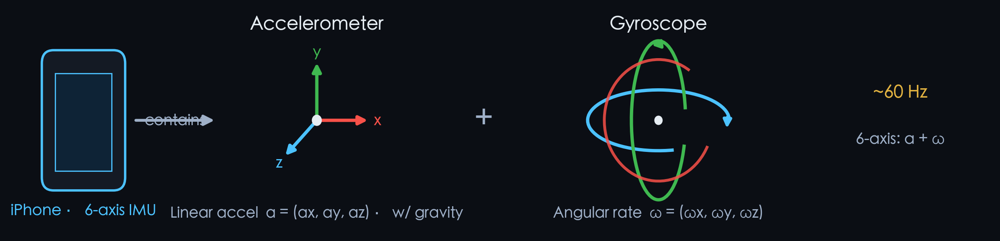 Accelerometer
Gyroscope
y
contains
x
z
+
~60 Hz
6-axis: a + ω
iPhone · 6-axis IMU
Linear accel a = (ax, ay, az) · w/ gravity
Angular rate ω = (ωx, ωy, ωz)